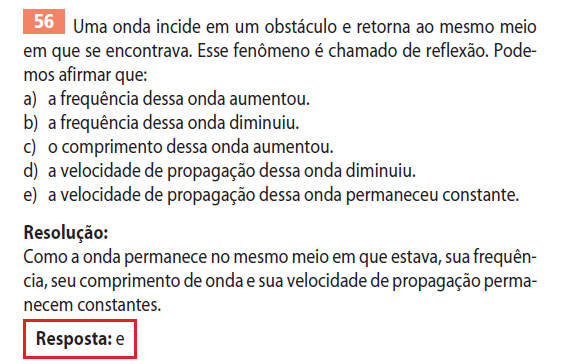 56 Uma onda incide em um obstáculo e retorna ao mesmo meio
em que se encontrava. Esse fenômeno é chamado de reflexão. Pode-
mos afirmar que:
a) a frequência dessa onda aumentou.
b) a frequência dessa onda diminuiu.
c) o comprimento dessa onda aumentou.
d) a velocidade de propagação dessa onda diminuiu.
e) a velocidade de propagação dessa onda permaneceu constante.
Resolução:
Como a onda permanece no mesmo meio em que estava, sua frequên-
cia, seu comprimento de onda e sua velocidade de propagação perma-
necem constantes.
Resposta: e